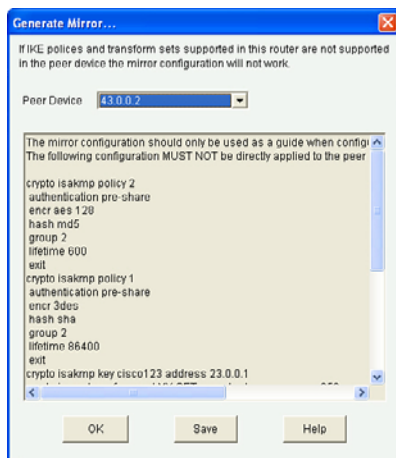 Generate Mirror...
If IKE polices and transform sets supported in this router are not supported
in the peer device the mirror configuration will not work.
Peer Device 43.0.0.2
The mirror configuration should only be used as a guide when configu
The following configuration MUST NOT be directly applied to the peer
crypto isakmp policy 2
authentication pre-share
encr aes 128
hash md5
group 2
lifetime 600
exit
crypto isakmp policy 1
authentication pre-share
encr 3des
hash sha
group 2
lifetime 86400
exit
crypto isakmp key cisco123 address 23.0.0.1
OK Save Help